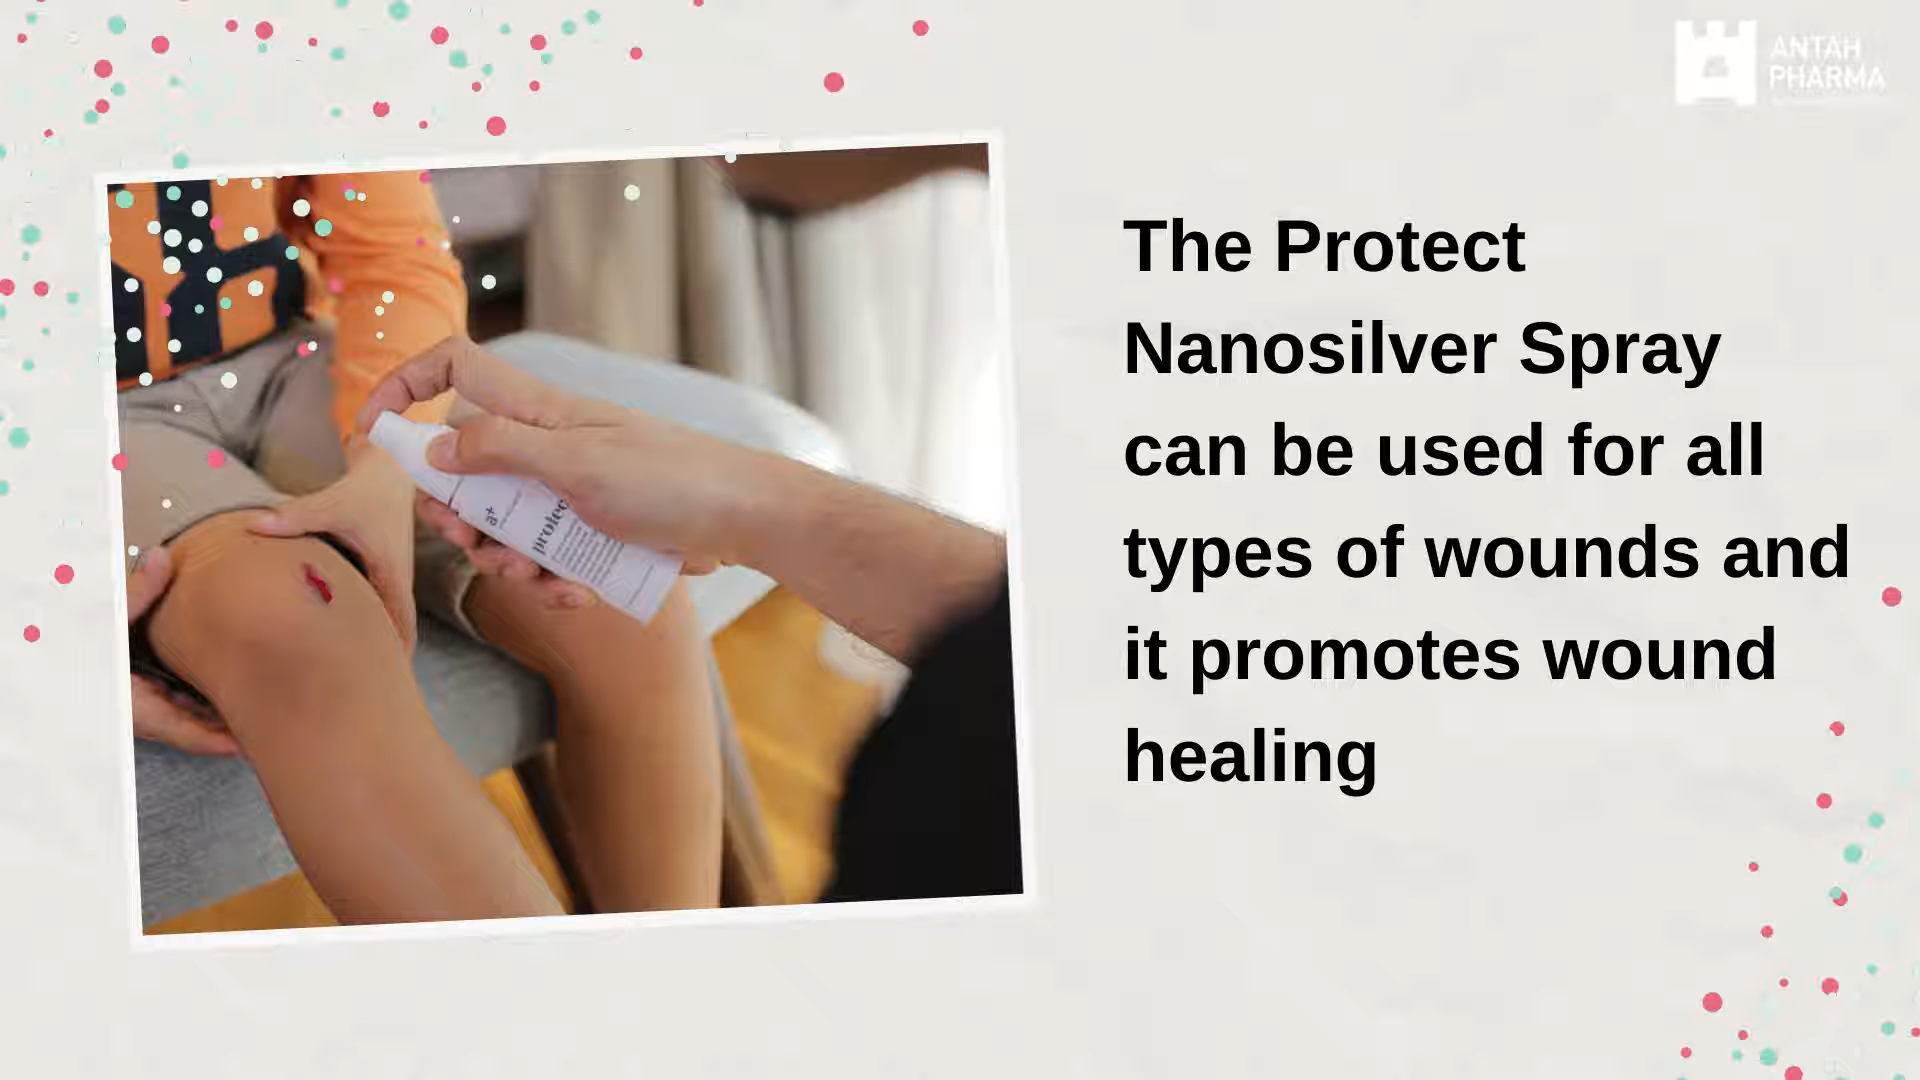 ANTAH
PHARMA
The Protect
Nanosilver Spray
can be used for all
types of wounds and
it promotes wound
healing
a+